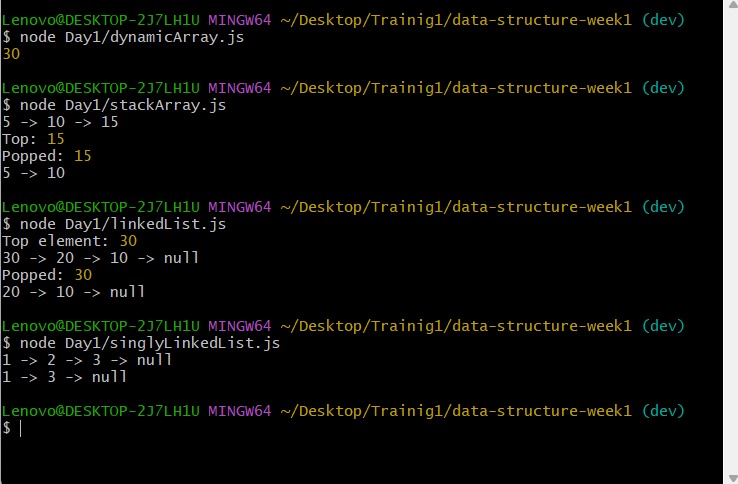 Lenovo@DESKTOP-2J7LH1U MINGW64 ~/Desktop/Trainig1/data-structure-week1 (dev)
$ node Day1/dynamicArray.js
30
Lenovo@DESKTOP-2J7LH1U MINGW64 ~/Desktop/Trainig1/data-structure-week1 (dev)
$ node Day1/stackArray.js
5 -> 10 -> 15
Top: 15
Popped: 15
5 -> 10
Lenovo@DESKTOP-2J7LH1U MINGW64 ~/Desktop/Trainig1/data-structure-week1 (dev)
$ node Day1/linkedList.js
Top element: 30
30 -> 20 -> 10 -> null
Popped: 30
20 -> 10 -> null
Lenovo@DESKTOP-2J7LH1U MINGW64 ~/Desktop/Trainig1/data-structure-week1 (dev)
$ node Day1/singlyLinkedList.js
1 -> 2 -> 3 -> null
1 -> 3 -> null
Lenovo@DESKTOP-2J7LH1U MINGW64 ~/Desktop/Trainig1/data-structure-week1 (dev)
$